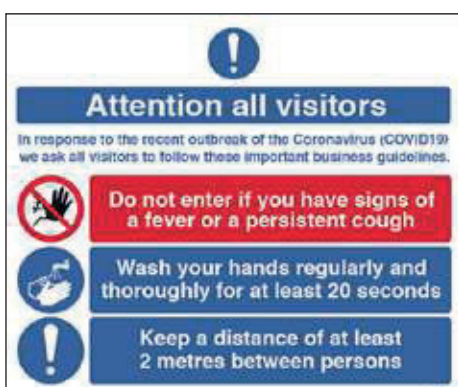 Attention all visitors
In response to the recent outbreak of the Coronavirus (COVID19)
we ask all visitors to follow these important business guidelines.
Do not enter if you have signs of
a fever or a persistent cough
Wash your hands regularly and
thoroughly for at least 20 seconds
Keep a distance of at least
2 metres between persons